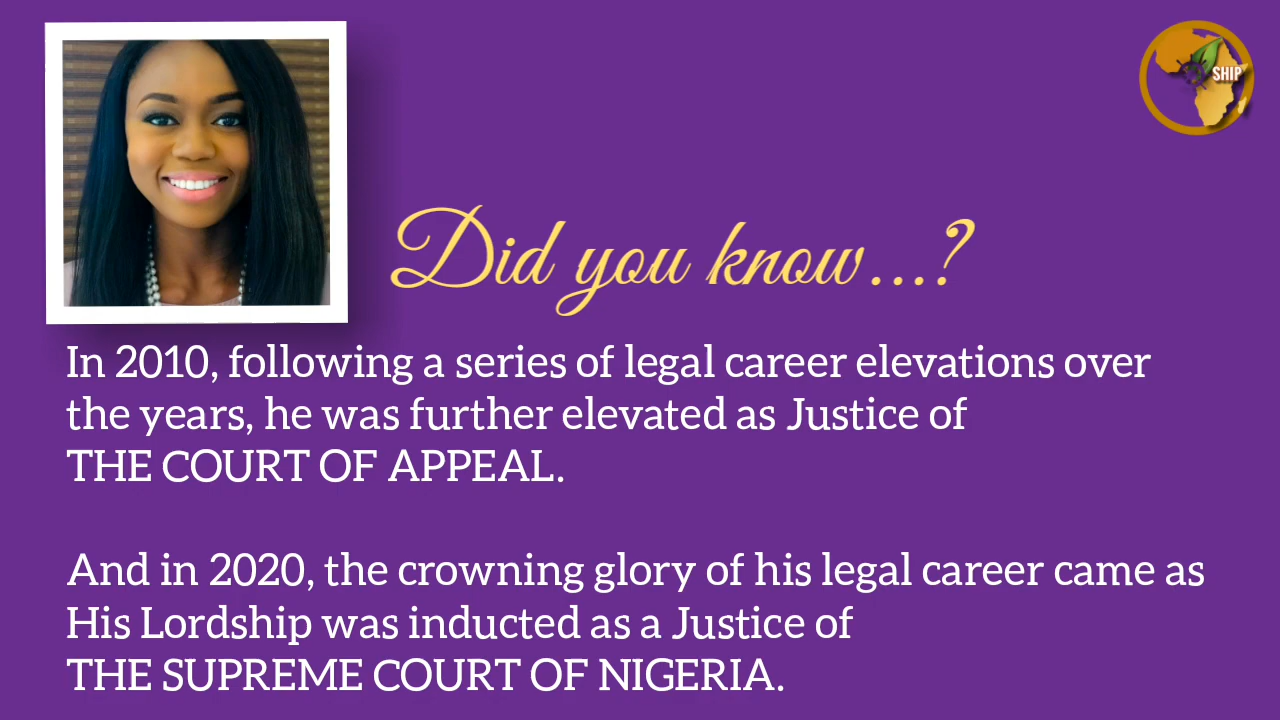 SHIP
Did you know...?
In 2010, following a series of legal career elevations over
the years, he was further elevated as Justice of
THE COURT OF APPEAL.
And in 2020, the crowning glory of his legal career came as
His Lordship was inducted as a Justice of
THE SUPREME COURT OF NIGERIA.